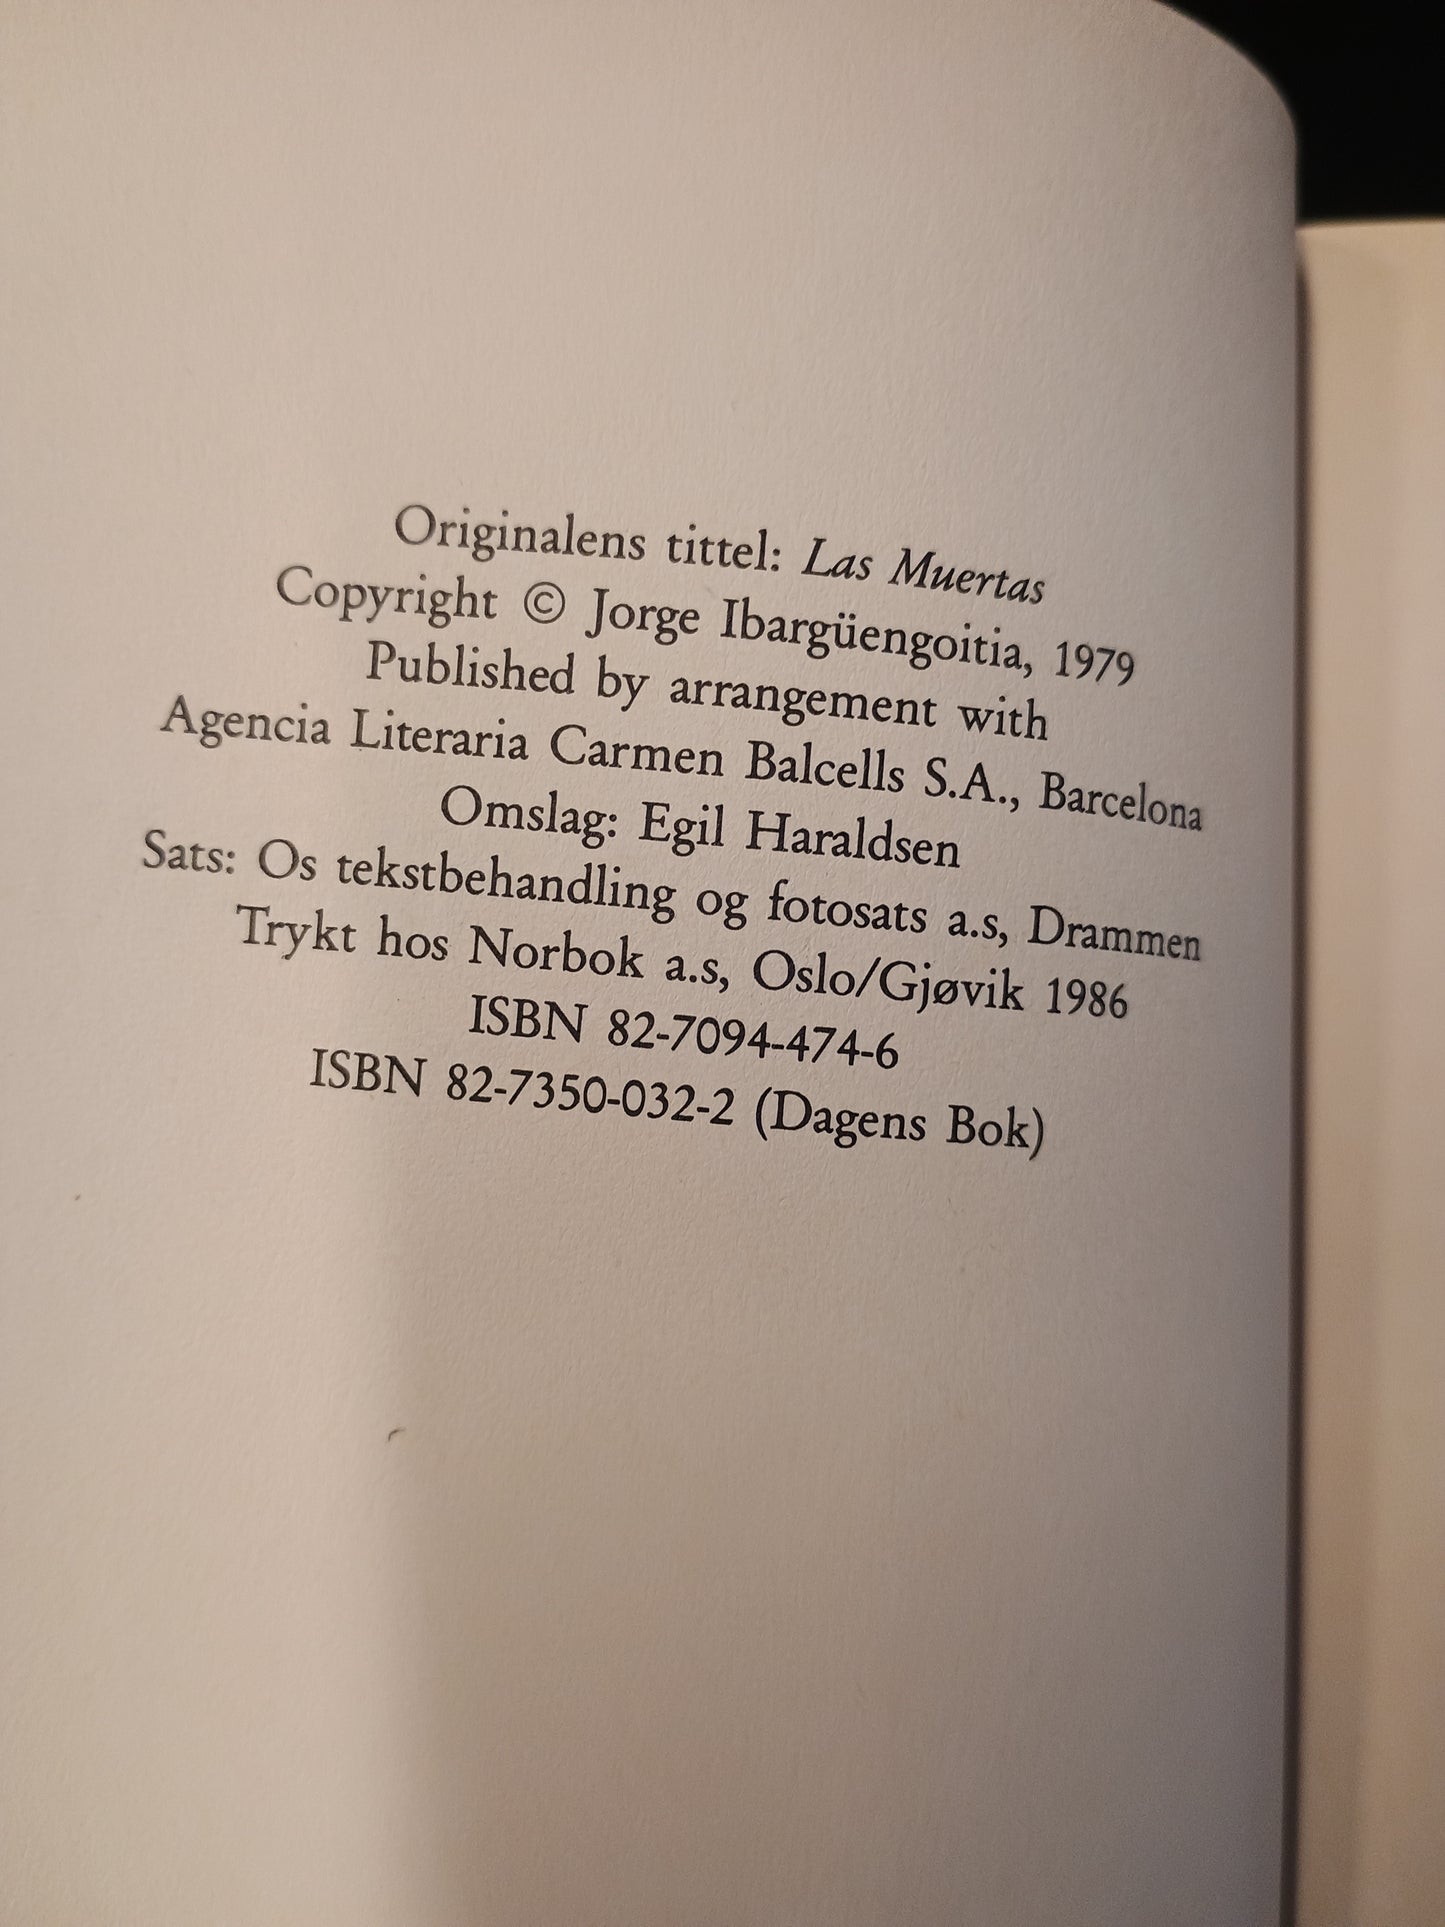 Originalens tittel: Las Muertas
Copyright © Jorge Ibargüengoitia, 1979
Published by arrangement with
Agencia Literaria Carmen Balcells S.A., Barcelona
Omslag: Egil Haraldsen
Sats: Os tekstbehandling og fotosats a.s, Drammen
Trykt hos Norbok a.s, Oslo/Gjøvik 1986
ISBN 82-7094-474-6
ISBN 82-7350-032-2 (Dagens Bok)